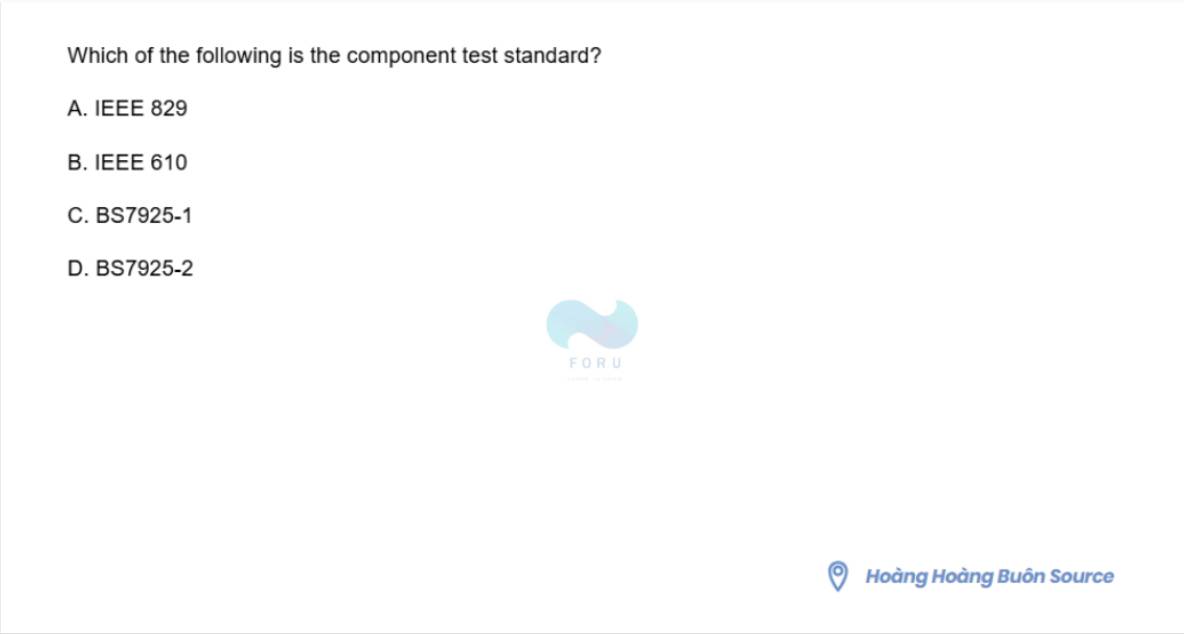 Which of the following is the component test standard?
A. IEEE 829
B. IEEE 610
C. BS7925-1
D. BS7925-2
FORU
Hoàng Hoàng Buôn Source